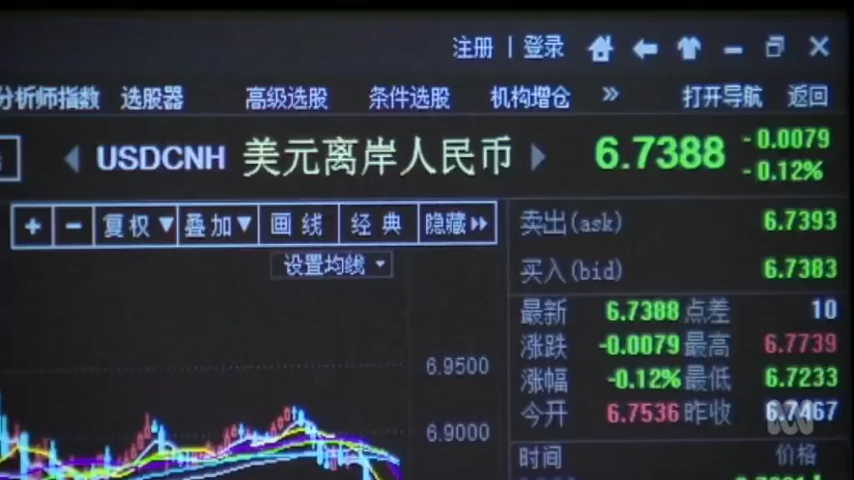 注册 | 登录
分析师指数 选股器 高级选股 条件选股 机构增仓 » 打开导航 返回
USDCNH 美元离岸人民币 6.7388 -0.0079
-0.12%
+ − 复权 叠加 画线 经典 隐藏
卖出(ask) 6.7393
设置均线
买入(bid) 6.7383
最新 6.7388 点差 10
涨跌 -0.0079 最高 6.7739
涨幅 -0.12% 最低 6.7233
今开 6.7536 昨收 6.7467
6.9500
6.9000
时间 价格